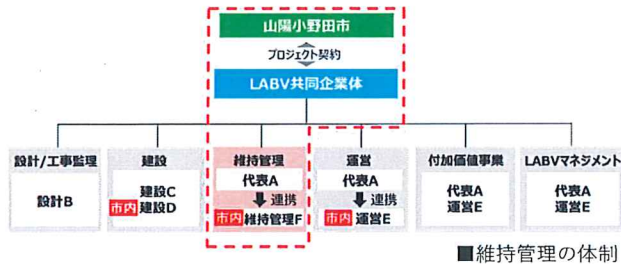 山陽小野田市
プロジェクト契約
LABV共同企業体
設計/工事監理
設計B
建設
建設C
市内 建設D
維持管理
代表A
連携
市内 維持管理F
運営
代表A
連携
市内 運営E
付加価値事業
代表A
運営E
LABVマネジメント
代表A
運営E
■維持管理の体制